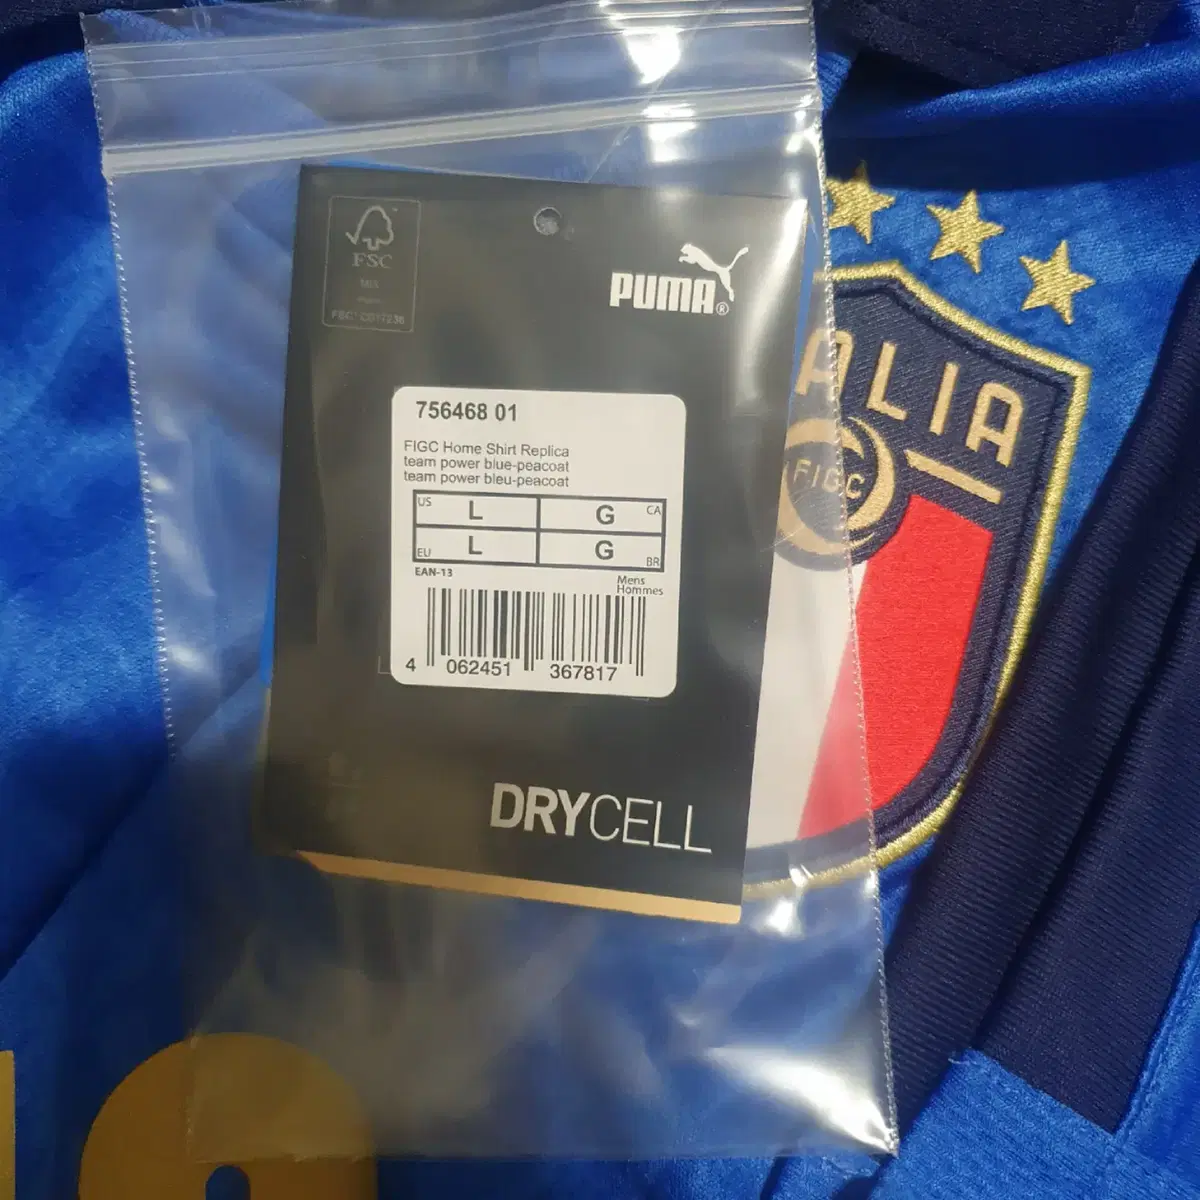 FSC
MIX
PUMA®
ALIA
FIGC
756468 01
FIGC Home Shirt Replica
team power blue-peacoat
team power bleu-peacoat
US L G CA
EU L G BR
EAN-13
Mens
Hommes
4 062451 367817
DRYCELL